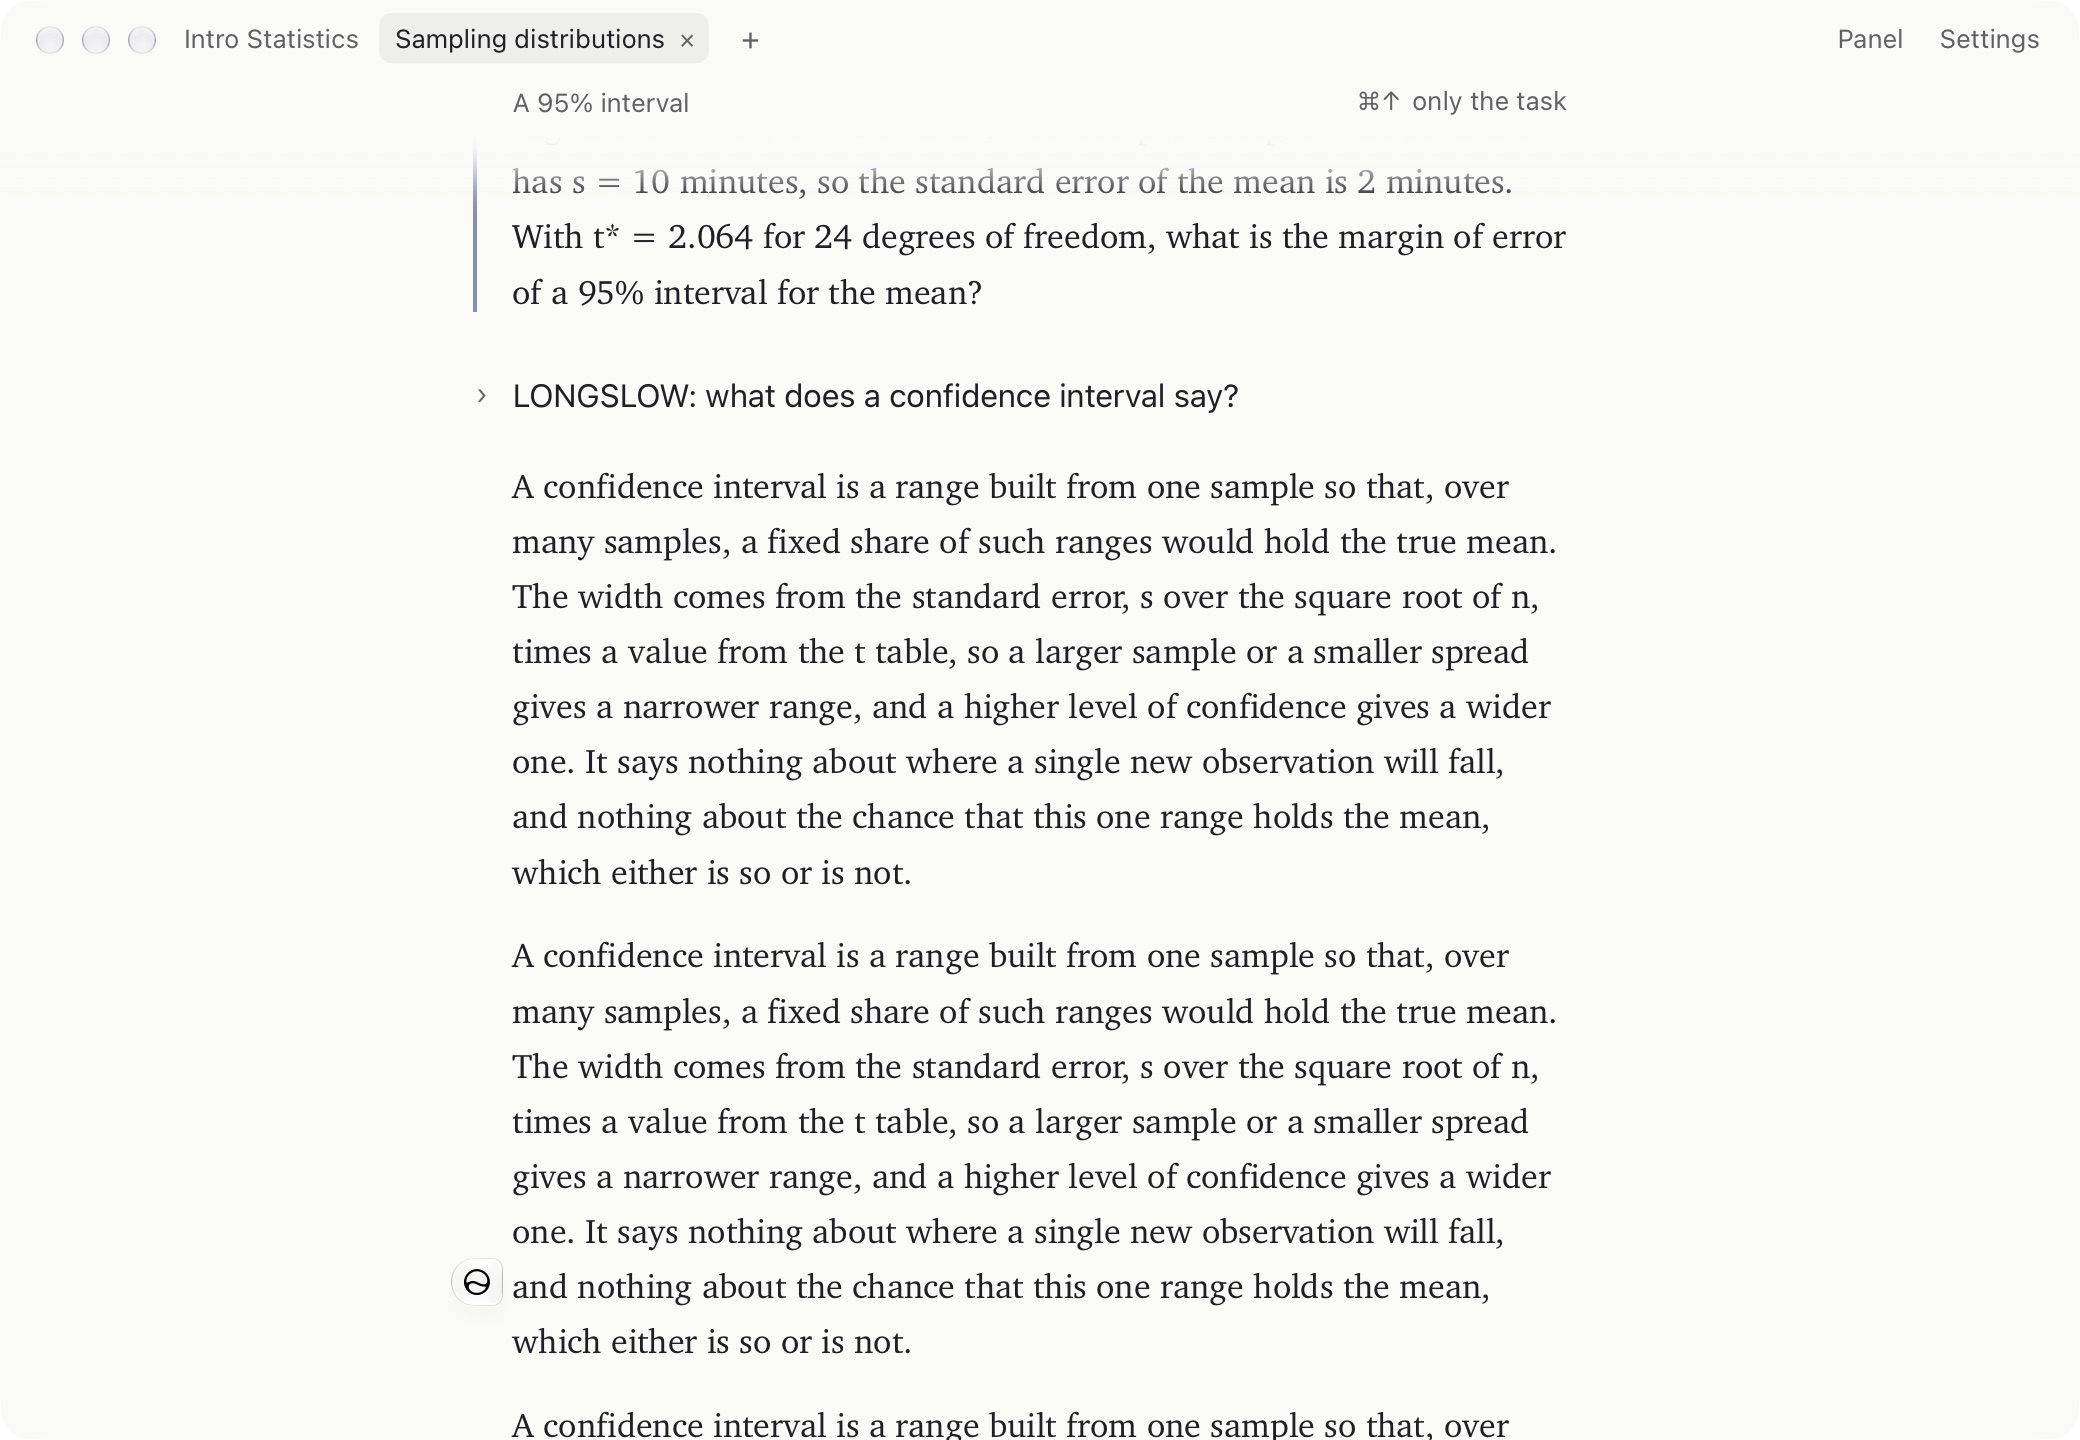 Intro Statistics
Sampling distributions ×
+
Panel
Settings
A 95% interval
⌘↑ only the task
has s = 10 minutes, so the standard error of the mean is 2 minutes.
With t* = 2.064 for 24 degrees of freedom, what is the margin of error
of a 95% interval for the mean?
› LONGSLOW: what does a confidence interval say?
A confidence interval is a range built from one sample so that, over
many samples, a fixed share of such ranges would hold the true mean.
The width comes from the standard error, s over the square root of n,
times a value from the t table, so a larger sample or a smaller spread
gives a narrower range, and a higher level of confidence gives a wider
one. It says nothing about where a single new observation will fall,
and nothing about the chance that this one range holds the mean,
which either is so or is not.
A confidence interval is a range built from one sample so that, over
many samples, a fixed share of such ranges would hold the true mean.
The width comes from the standard error, s over the square root of n,
times a value from the t table, so a larger sample or a smaller spread
gives a narrower range, and a higher level of confidence gives a wider
one. It says nothing about where a single new observation will fall,
and nothing about the chance that this one range holds the mean,
which either is so or is not.
A confidence interval is a range built from one sample so that, over